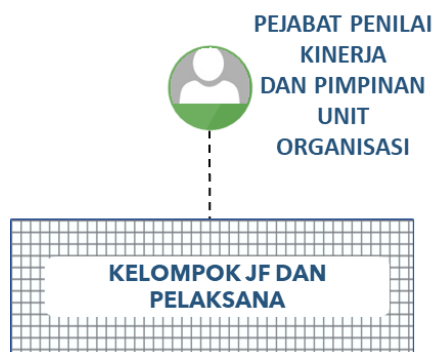 PEJABAT PENILAI
KINERJA
DAN PIMPINAN
UNIT
ORGANISASI
KELOMPOK JF DAN
PELAKSANA